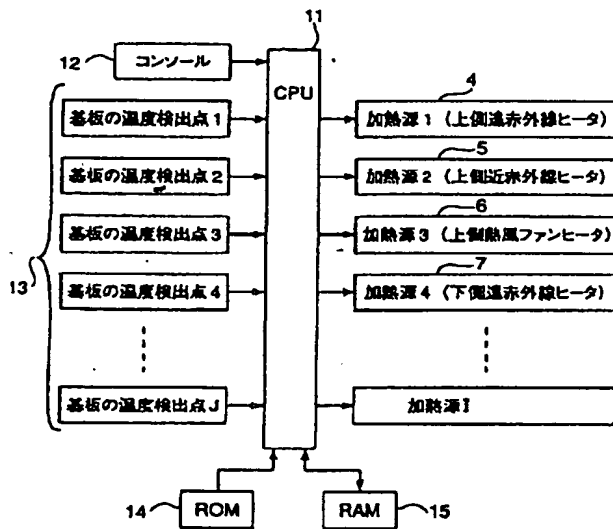 11
12
コンソール
CPU
4
基板の温度検出点1
加熱源1(上側遠赤外線ヒータ)
5
基板の温度検出点2
加熱源2(上側近赤外線ヒータ)
6
基板の温度検出点3
加熱源3(上側熱風ファンヒータ)
13
7
基板の温度検出点4
加熱源4(下側遠赤外線ヒータ)
基板の温度検出点J
加熱源I
14
ROM
RAM
15